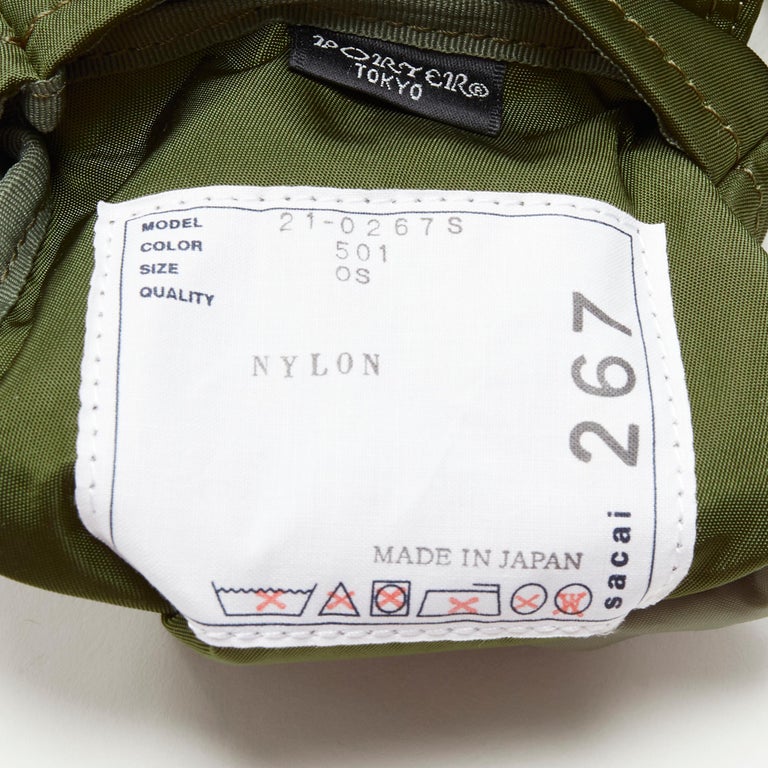 PORTER®
TOKYO
MODEL 21-0267S
COLOR 501
SIZE OS
QUALITY
NYLON
sacai 267
MADE IN JAPAN